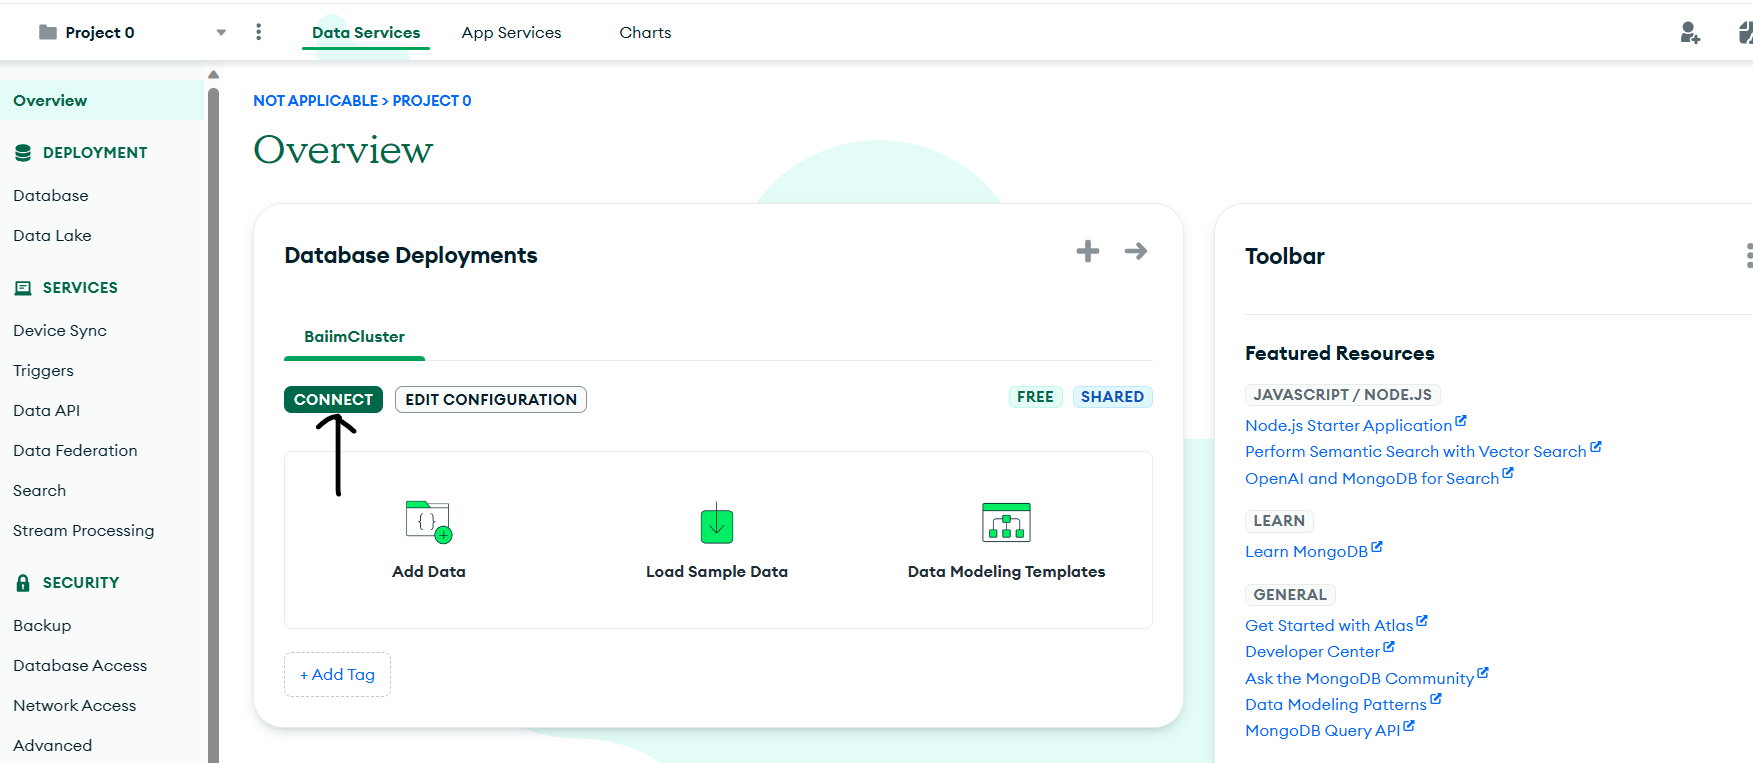 Project 0
Data Services
App Services
Charts
Overview
DEPLOYMENT
Database
Data Lake
SERVICES
Device Sync
Triggers
Data API
Data Federation
Search
Stream Processing
SECURITY
Backup
Database Access
Network Access
Advanced
NOT APPLICABLE > PROJECT 0
Overview
Database Deployments
BaiimCluster
CONNECT
EDIT CONFIGURATION
FREE
SHARED
Add Data
Load Sample Data
Data Modeling Templates
+ Add Tag
Toolbar
Featured Resources
JAVASCRIPT / NODE.JS
Node.js Starter Application
Perform Semantic Search with Vector Search
OpenAI and MongoDB for Search
LEARN
Learn MongoDB
GENERAL
Get Started with Atlas
Developer Center
Ask the MongoDB Community
Data Modeling Patterns
MongoDB Query API